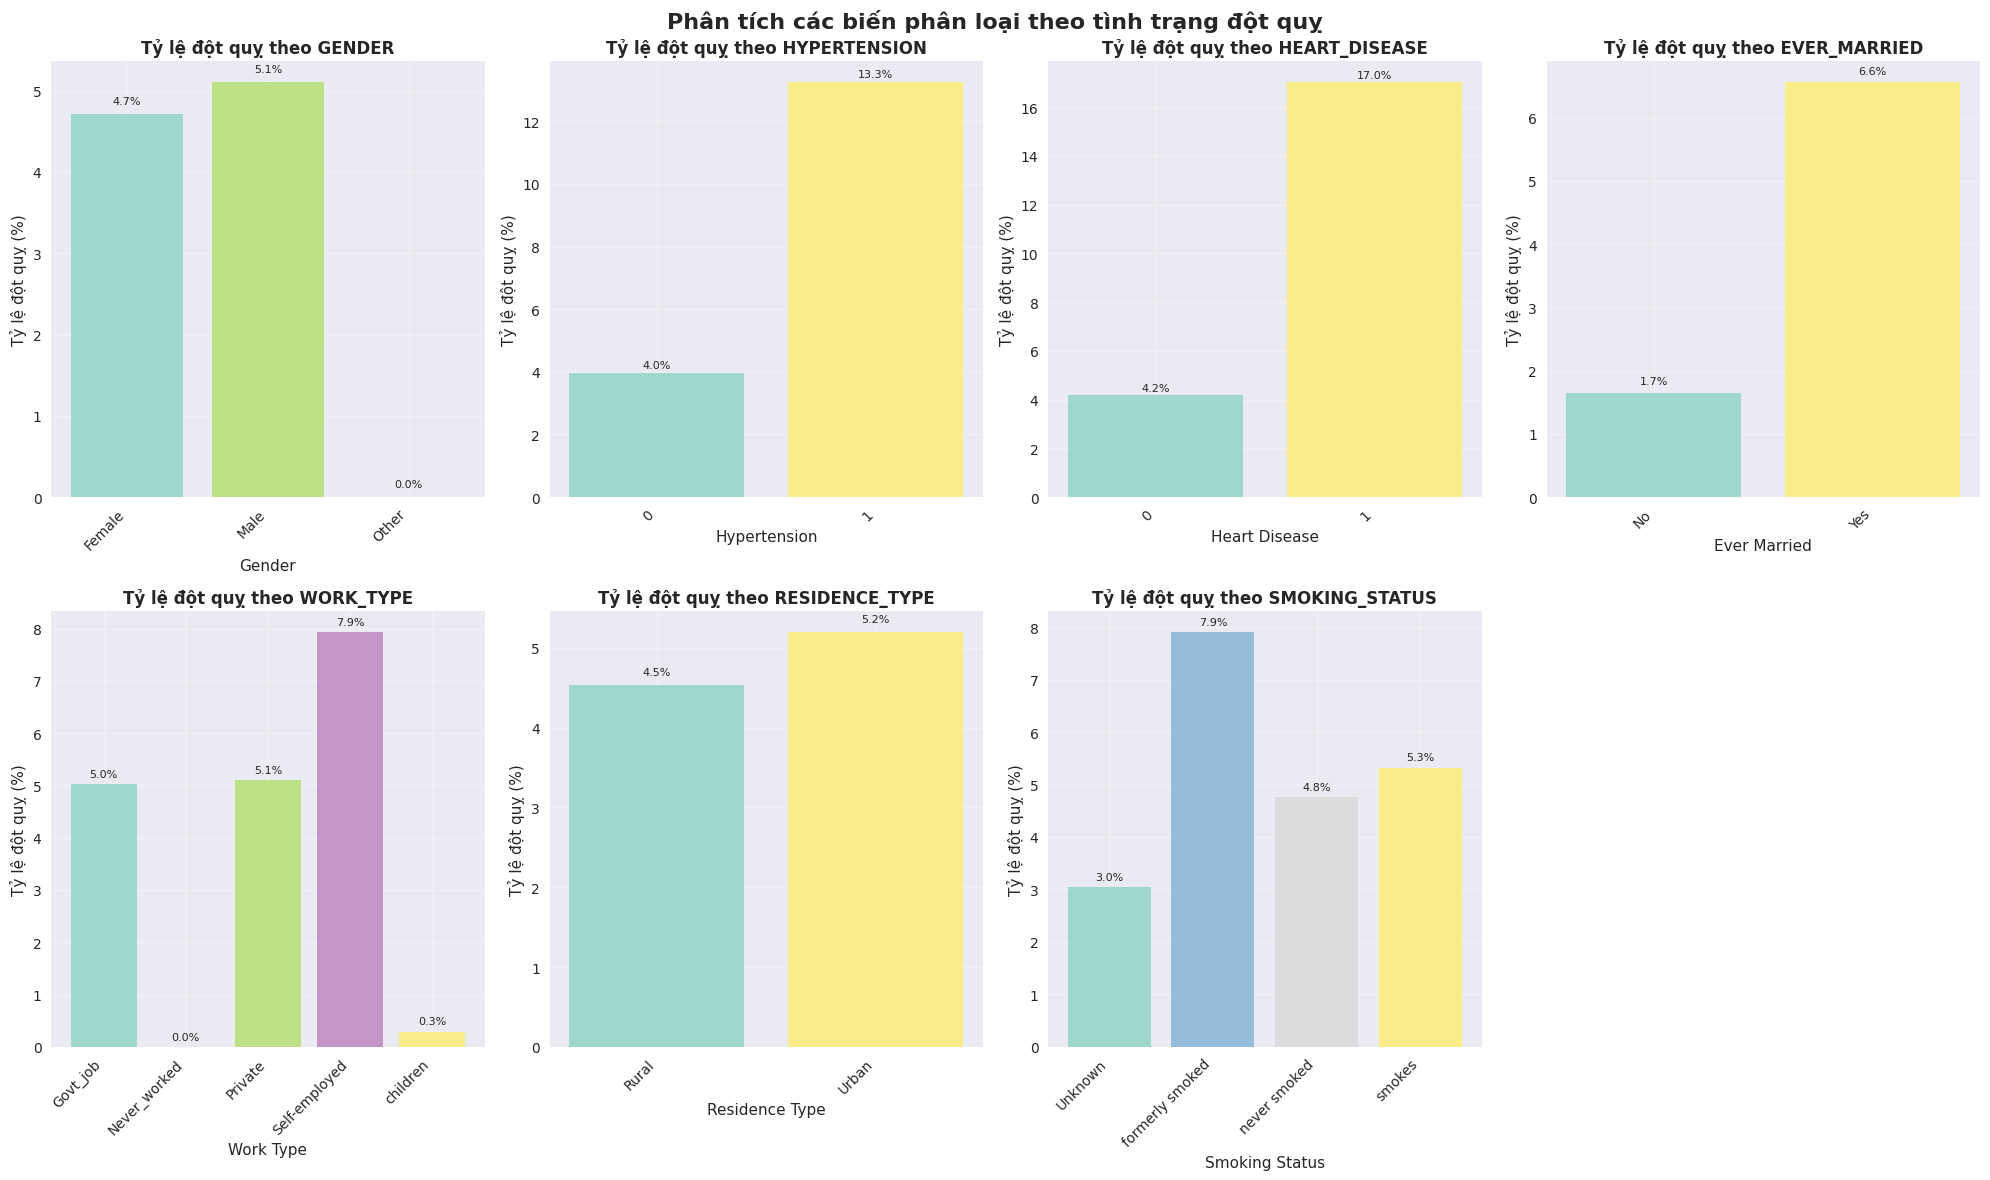 Phân tích các biến phân loại theo tình trạng đột quỵ
Tỷ lệ đột quỵ theo GENDER
Tỷ lệ đột quỵ (%)
5
4
3
2
1
0
4.7%
5.1%
0.0%
Female
Male
Other
Gender
Tỷ lệ đột quỵ theo HYPERTENSION
Tỷ lệ đột quỵ (%)
12
10
8
6
4
2
0
4.0%
13.3%
0
1
Hypertension
Tỷ lệ đột quỵ theo HEART_DISEASE
Tỷ lệ đột quỵ (%)
16
14
12
10
8
6
4
2
0
4.2%
17.0%
0
1
Heart Disease
Tỷ lệ đột quỵ theo EVER_MARRIED
Tỷ lệ đột quỵ (%)
6
5
4
3
2
1
0
1.7%
6.6%
No
Yes
Ever Married
Tỷ lệ đột quỵ theo WORK_TYPE
Tỷ lệ đột quỵ (%)
8
7
6
5
4
3
2
1
0
5.0%
0.0%
5.1%
7.9%
0.3%
Govt_job
Never_worked
Private
Self-employed
children
Work Type
Tỷ lệ đột quỵ theo RESIDENCE_TYPE
Tỷ lệ đột quỵ (%)
5
4
3
2
1
0
4.5%
5.2%
Rural
Urban
Residence Type
Tỷ lệ đột quỵ theo SMOKING_STATUS
Tỷ lệ đột quỵ (%)
8
7
6
5
4
3
2
1
0
3.0%
7.9%
4.8%
5.3%
Unknown
formerly smoked
never smoked
smokes
Smoking Status